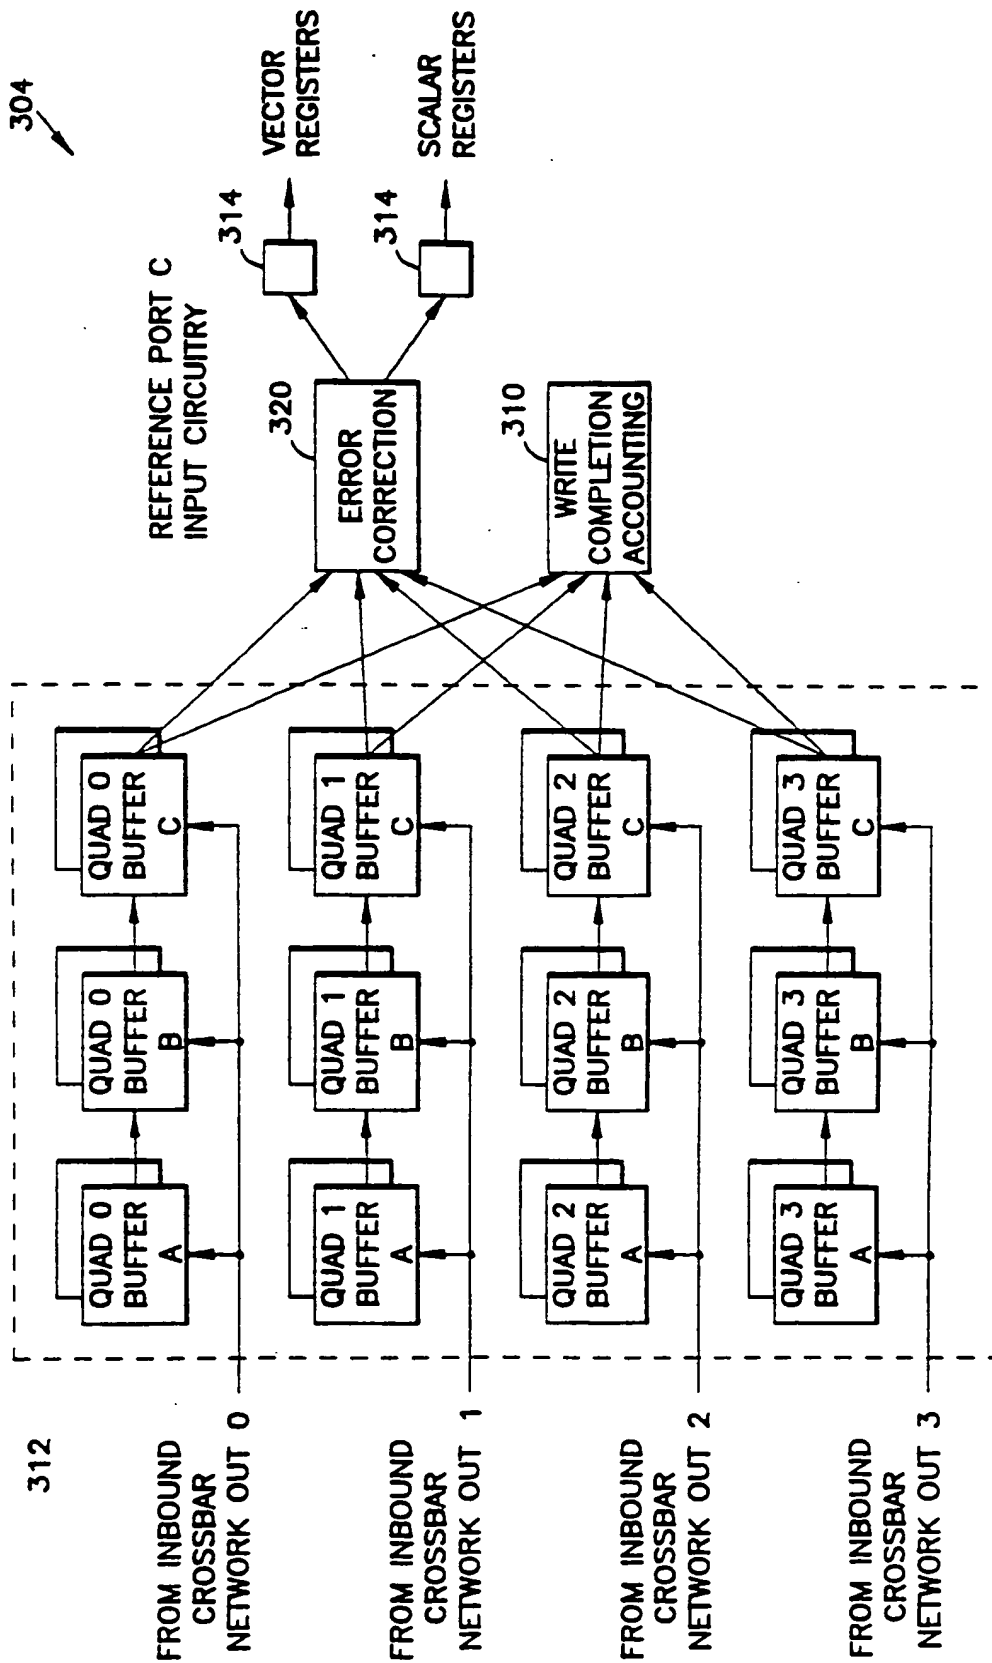 304
REFERENCE PORT C
INPUT CIRCUITRY
312
FROM INBOUND
CROSSBAR
NETWORK OUT 0
QUAD 0
BUFFER
A
QUAD 0
BUFFER
B
QUAD 0
BUFFER
C
FROM INBOUND
CROSSBAR
NETWORK OUT 1
QUAD 1
BUFFER
A
QUAD 1
BUFFER
B
QUAD 1
BUFFER
C
FROM INBOUND
CROSSBAR
NETWORK OUT 2
QUAD 2
BUFFER
A
QUAD 2
BUFFER
B
QUAD 2
BUFFER
C
FROM INBOUND
CROSSBAR
NETWORK OUT 3
QUAD 3
BUFFER
A
QUAD 3
BUFFER
B
QUAD 3
BUFFER
C
320
ERROR
CORRECTION
310
WRITE
COMPLETION
ACCOUNTING
314
VECTOR
REGISTERS
314
SCALAR
REGISTERS